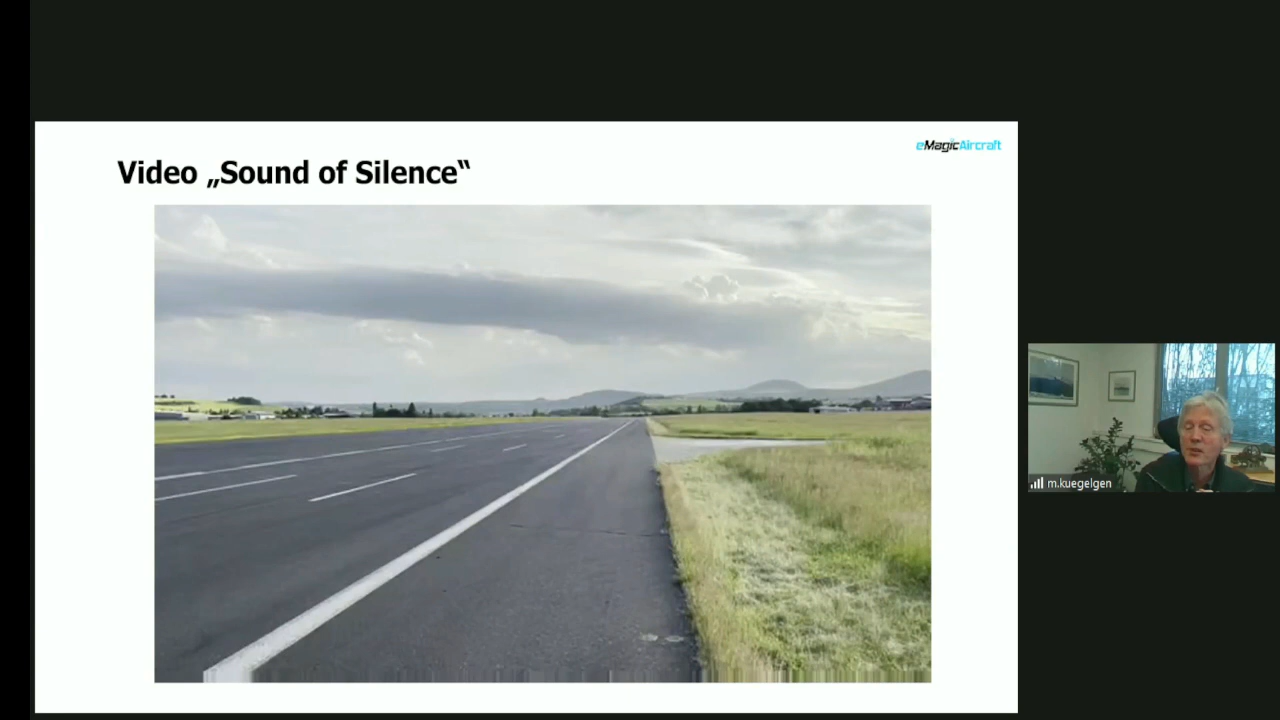 eMagicAircraft
Video „Sound of Silence“
m.kuegelgen